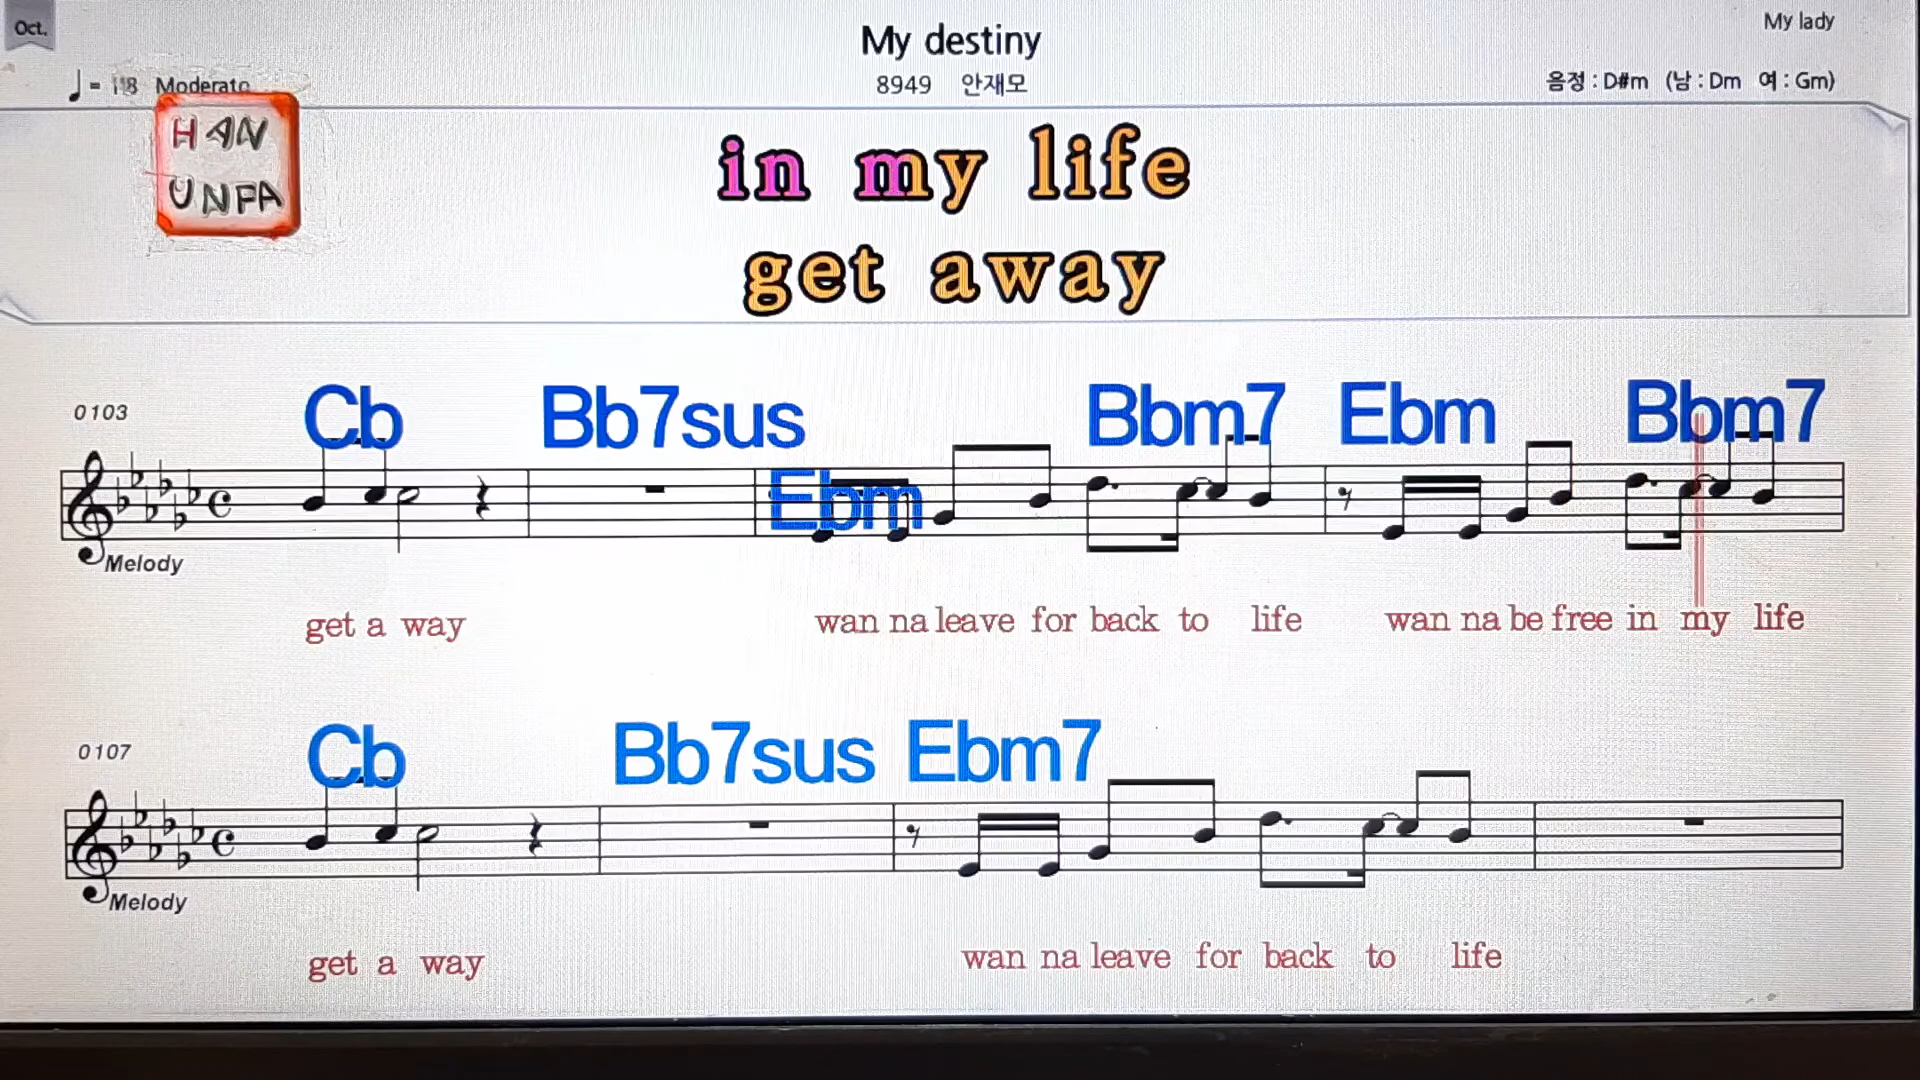 Oct.
My destiny
My lady
= 118 Moderato
8949 안재모
음정 : D#m (남 : Dm 여 : Gm)
HAN
UNFA
in my life
get away
0103
Cb Bb7sus Ebm Bbm7 Ebm Bbm7
Melody
get a way wan na leave for back to life wan na be free in my life
0107
Cb Bb7sus Ebm7
Melody
get a way wan na leave for back to life